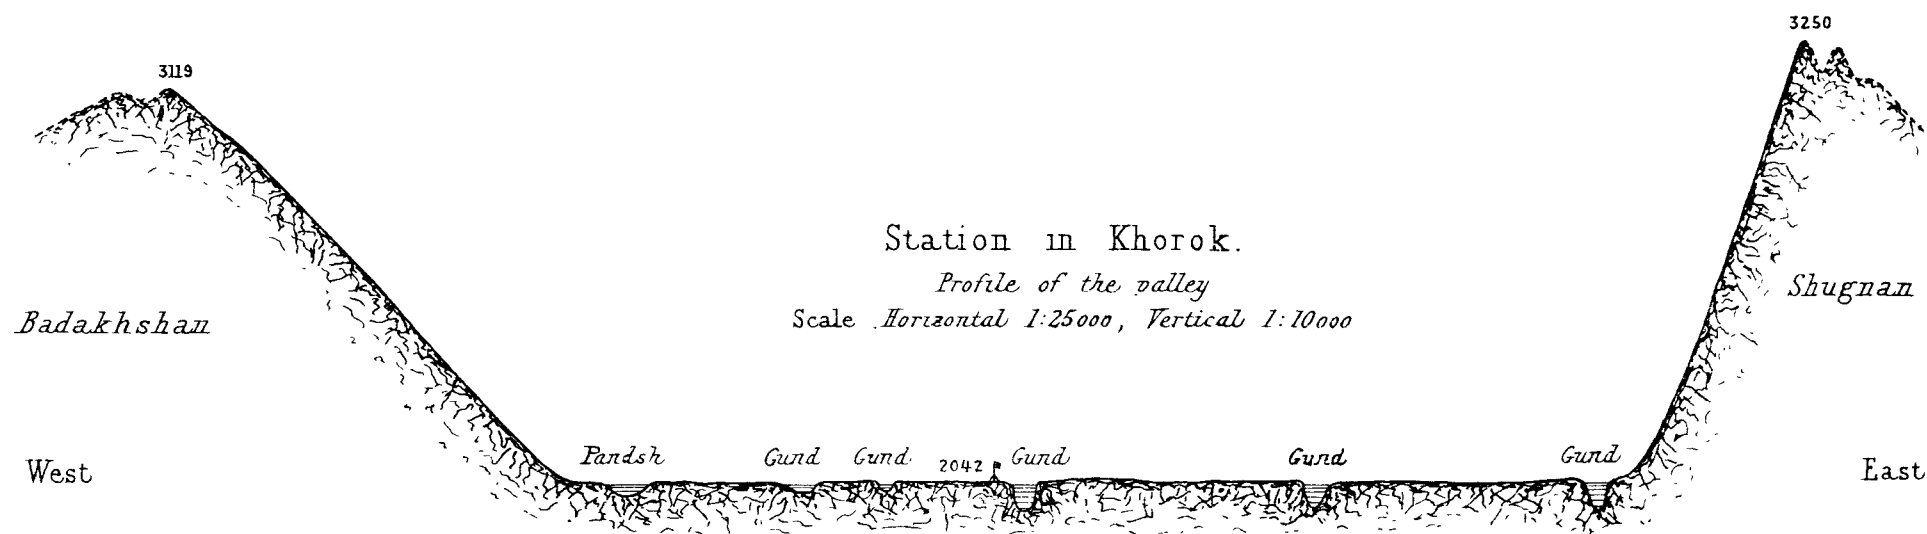 3250
3119
Station in Khorok.
Profile of the valley
Scale Horizontal 1:25000, Vertical 1:10000
Badakhshan
Shugnan
West
Pandsh
Gund
Gund
2042
Gund
Gund
Gund
East